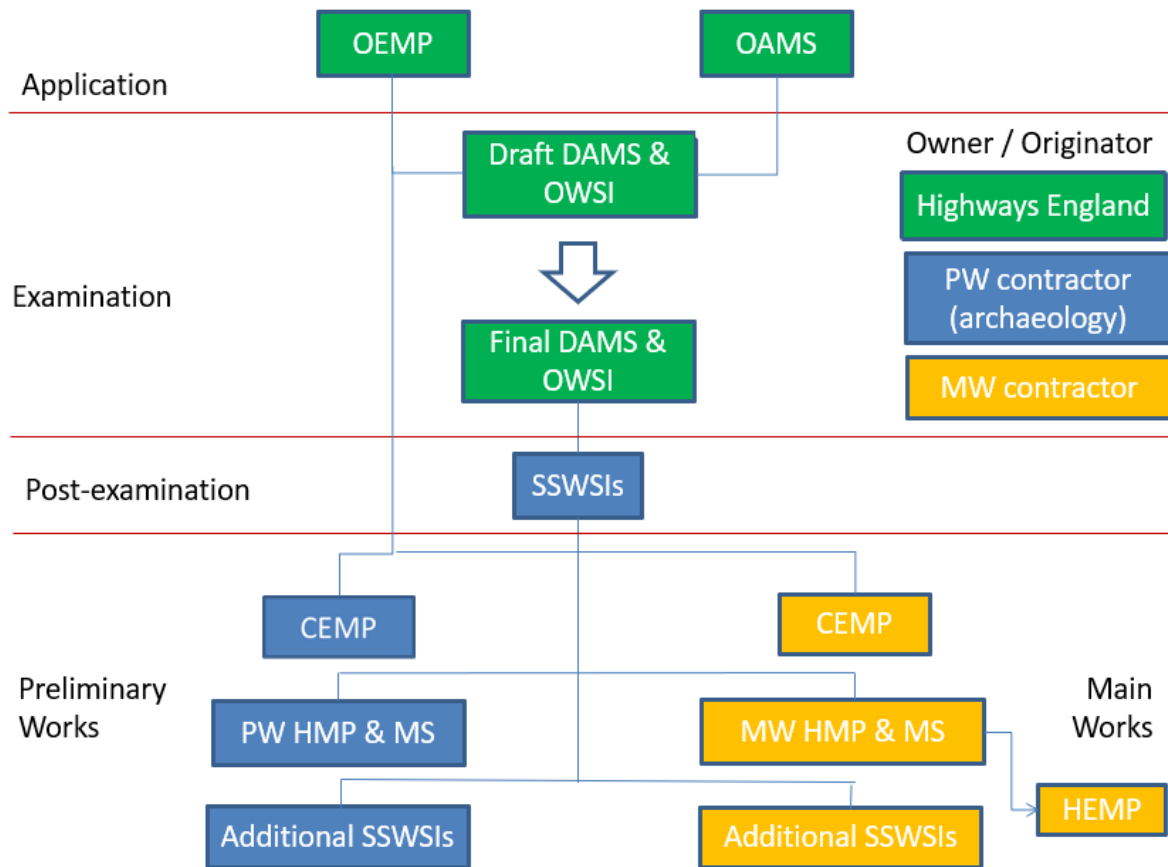 OEMP
OAMS
Application
Draft DAMS &
OWSI
Owner / Originator
Highways England
PW contractor
(archaeology)
MW contractor
Examination
Final DAMS &
OWSI
Post-examination
SSWSIs
CEMP
CEMP
Preliminary
Works
PW HMP & MS
MW HMP & MS
Main
Works
HEMP
Additional SSWSIs
Additional SSWSIs